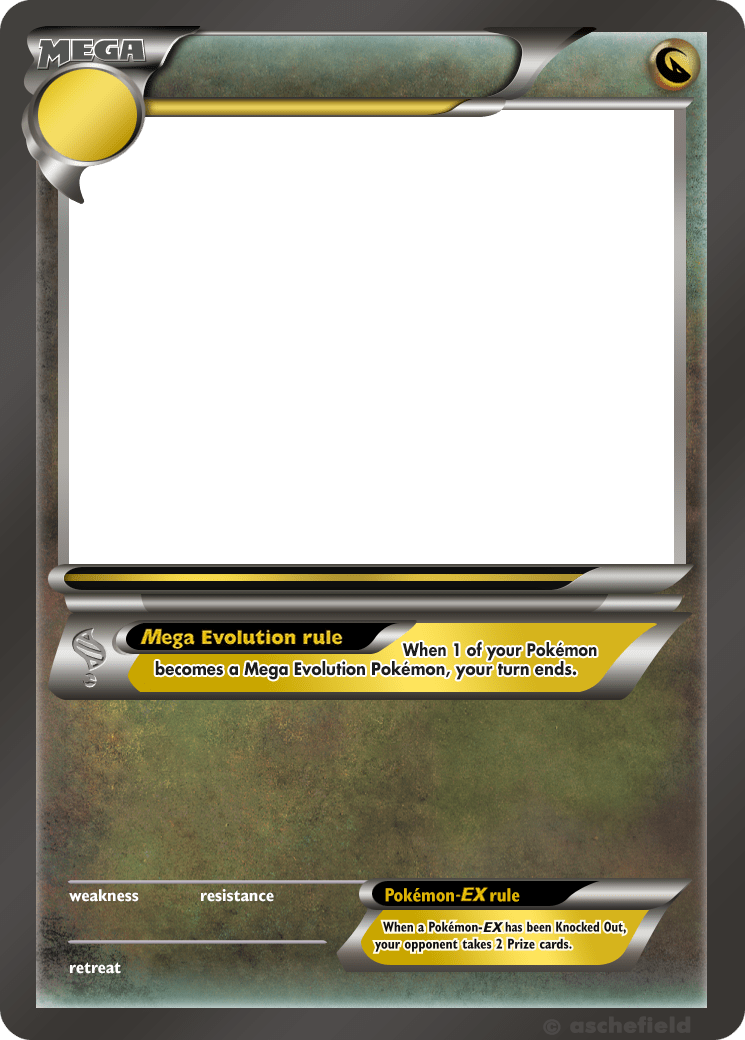 MEGA
Mega Evolution rule
When 1 of your Pokémon
becomes a Mega Evolution Pokémon, your turn ends.
weakness resistance
Pokémon-EX rule
When a Pokémon-EX has been Knocked Out,
your opponent takes 2 Prize cards.
retreat
© aschefield